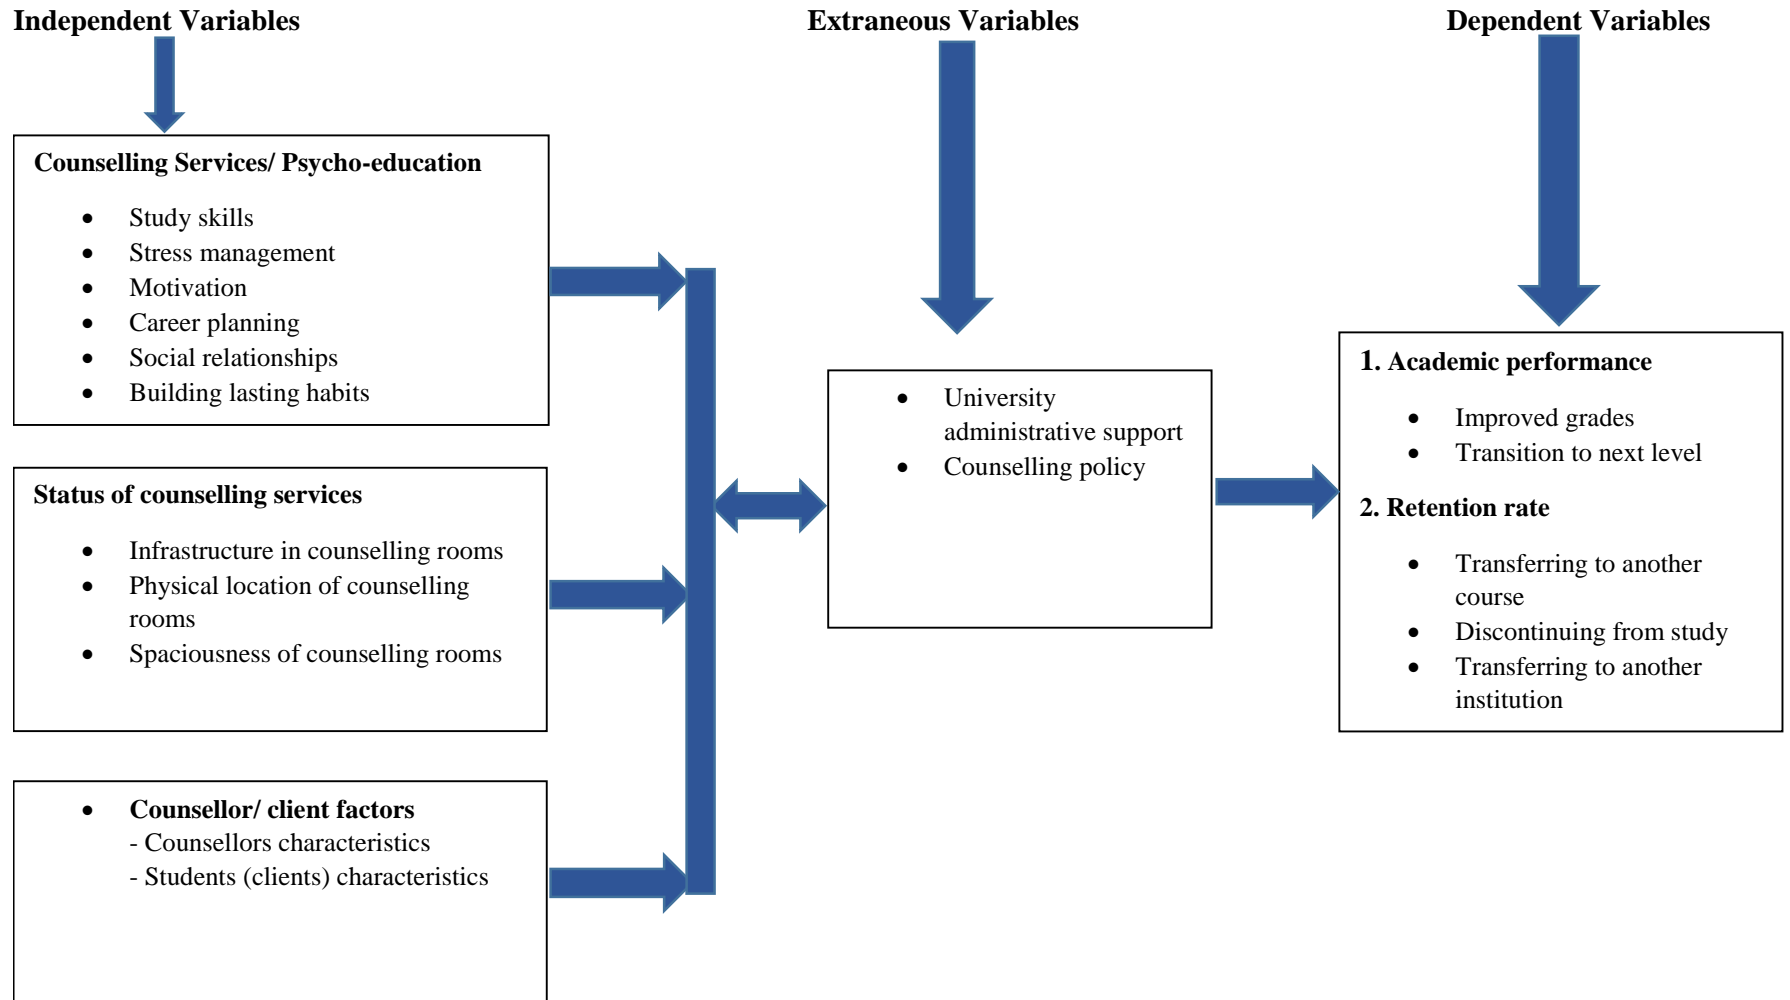 Independent Variables
Extraneous Variables
Dependent Variables
Counselling Services/ Psycho-education
• Study skills
• Stress management
• Motivation
• Career planning
• Social relationships
• Building lasting habits
Status of counselling services
• Infrastructure in counselling rooms
• Physical location of counselling
rooms
• Spaciousness of counselling rooms
• Counsellor/ client factors
- Counsellors characteristics
- Students (clients) characteristics
• University
administrative support
• Counselling policy
1. Academic performance
• Improved grades
• Transition to next level
2. Retention rate
• Transferring to another
course
• Discontinuing from study
• Transferring to another
institution